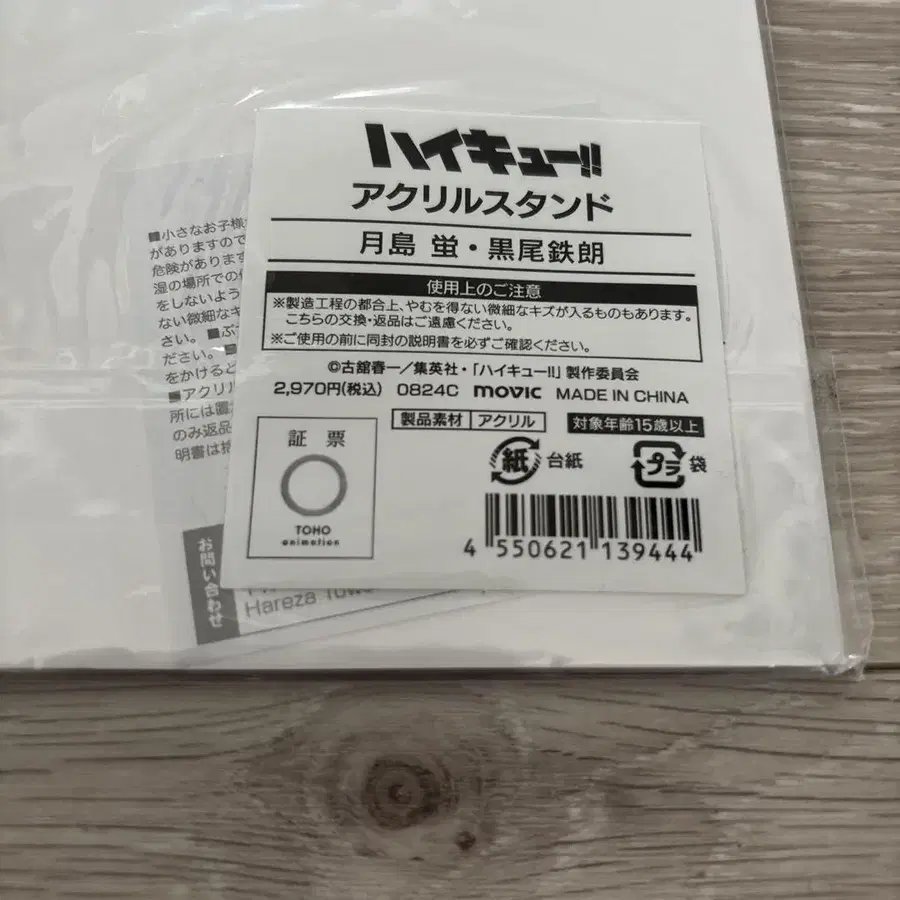 ハイキュー!!
アクリルスタンド
月島 蛍・黒尾鉄朗
使用上のご注意
※製造工程の都合上、やむを得ない微細なキズが入るものもあります。
こちらの交換・返品はご遠慮ください。
※ご使用の前に同封の説明書を必ずご確認ください。
©古舘春一／集英社・「ハイキュー!!」製作委員会
2,970円(税込) 0824C movic MADE IN CHINA
製品素材 アクリル 対象年齢15歳以上
証 票
TOHO
animation
紙 台紙 プラ 袋
4 550621 139444
■小さなお子様
がありますので
危険があります
湿の場所での
をしないよう
ない微細なキ
さい。 ■ぶ
ださい。 ■
をかけると
■アクリル
所には
のみ返品
明書は
お問い合わせ
Hareza Tow